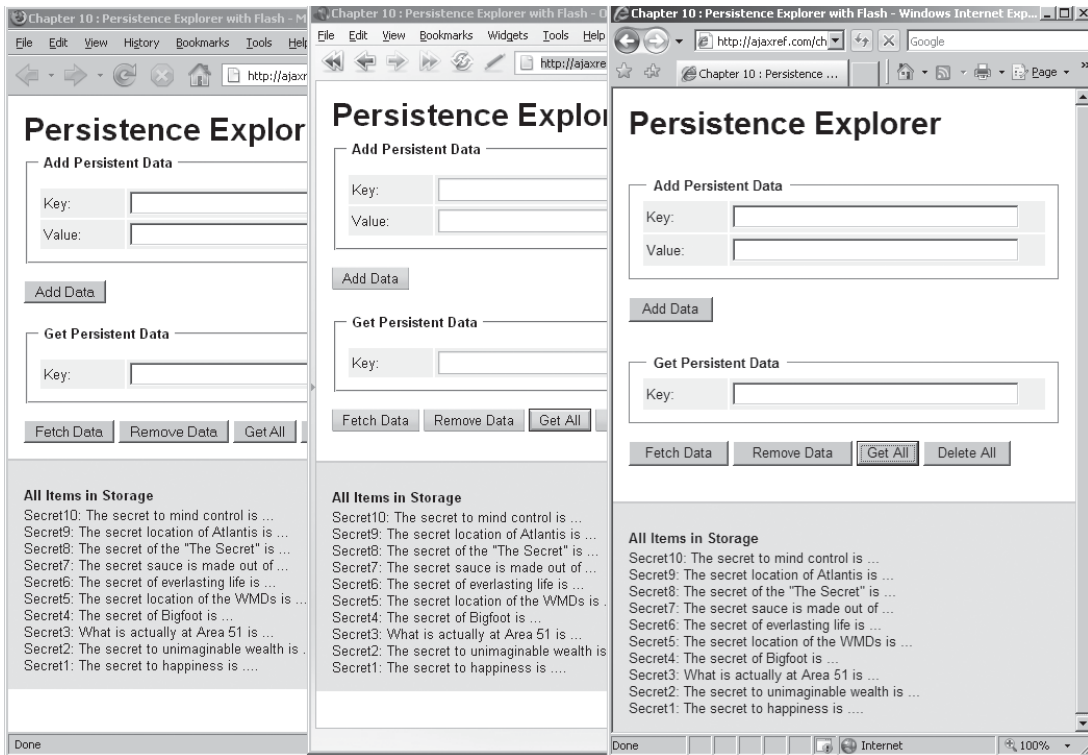 Chapter 10 : Persistence Explorer with Flash - M
File Edit View History Bookmarks Tools Help
http://ajaxr
Persistence Explor
Add Persistent Data
Key:
Value:
Add Data
Get Persistent Data
Key:
Fetch Data Remove Data Get All
All Items in Storage
Secret10: The secret to mind control is ...
Secret9: The secret location of Atlantis is ...
Secret8: The secret of the "The Secret" is ...
Secret7: The secret sauce is made out of ...
Secret6: The secret of everlasting life is ...
Secret5: The secret location of the WMDs is ...
Secret4: The secret of Bigfoot is ...
Secret3: What is actually at Area 51 is ...
Secret2: The secret to unimaginable wealth is .
Secret1: The secret to happiness is ....
Done
Chapter 10 : Persistence Explorer with Flash - O
File Edit View Bookmarks Widgets Tools Help
http://ajaxre
Persistence Explo
Add Persistent Data
Key:
Value:
Add Data
Get Persistent Data
Key:
Fetch Data Remove Data Get All
All Items in Storage
Secret10: The secret to mind control is ...
Secret9: The secret location of Atlantis is ...
Secret8: The secret of the "The Secret" is ...
Secret7: The secret sauce is made out of ...
Secret6: The secret of everlasting life is ...
Secret5: The secret location of the WMDs is .
Secret4: The secret of Bigfoot is ...
Secret3: What is actually at Area 51 is ...
Secret2: The secret to unimaginable wealth is
Secret1: The secret to happiness is ....
Chapter 10 : Persistence Explorer with Flash - Windows Internet Exp...
http://ajaxref.com/ch
Google
Chapter 10 : Persistence ...
Page
Persistence Explorer
Add Persistent Data
Key:
Value:
Add Data
Get Persistent Data
Key:
Fetch Data Remove Data Get All Delete All
All Items in Storage
Secret10: The secret to mind control is ...
Secret9: The secret location of Atlantis is ...
Secret8: The secret of the "The Secret" is ...
Secret7: The secret sauce is made out of ...
Secret6: The secret of everlasting life is ...
Secret5: The secret location of the WMDs is ...
Secret4: The secret of Bigfoot is ...
Secret3: What is actually at Area 51 is ...
Secret2: The secret to unimaginable wealth is ...
Secret1: The secret to happiness is ....
Done Internet 100%